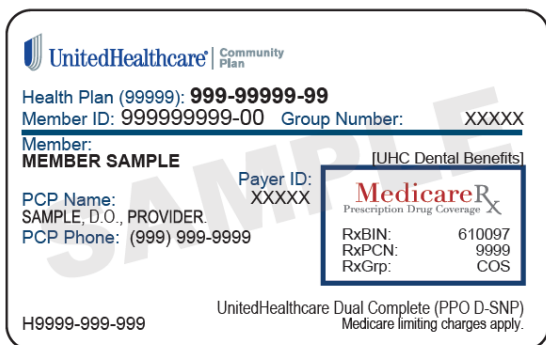 UnitedHealthcare® Community Plan
Health Plan (99999): 999-99999-99
Member ID: 999999999-00 Group Number: XXXXX
Member:
MEMBER SAMPLE
[UHC Dental Benefits]
Payer ID:
XXXXX
PCP Name:
SAMPLE, D.O., PROVIDER.
PCP Phone: (999) 999-9999
MedicareRx
Prescription Drug Coverage
RxBIN: 610097
RxPCN: 9999
RxGrp: COS
SAMPLE
UnitedHealthcare Dual Complete (PPO D-SNP)
H9999-999-999
Medicare limiting charges apply.